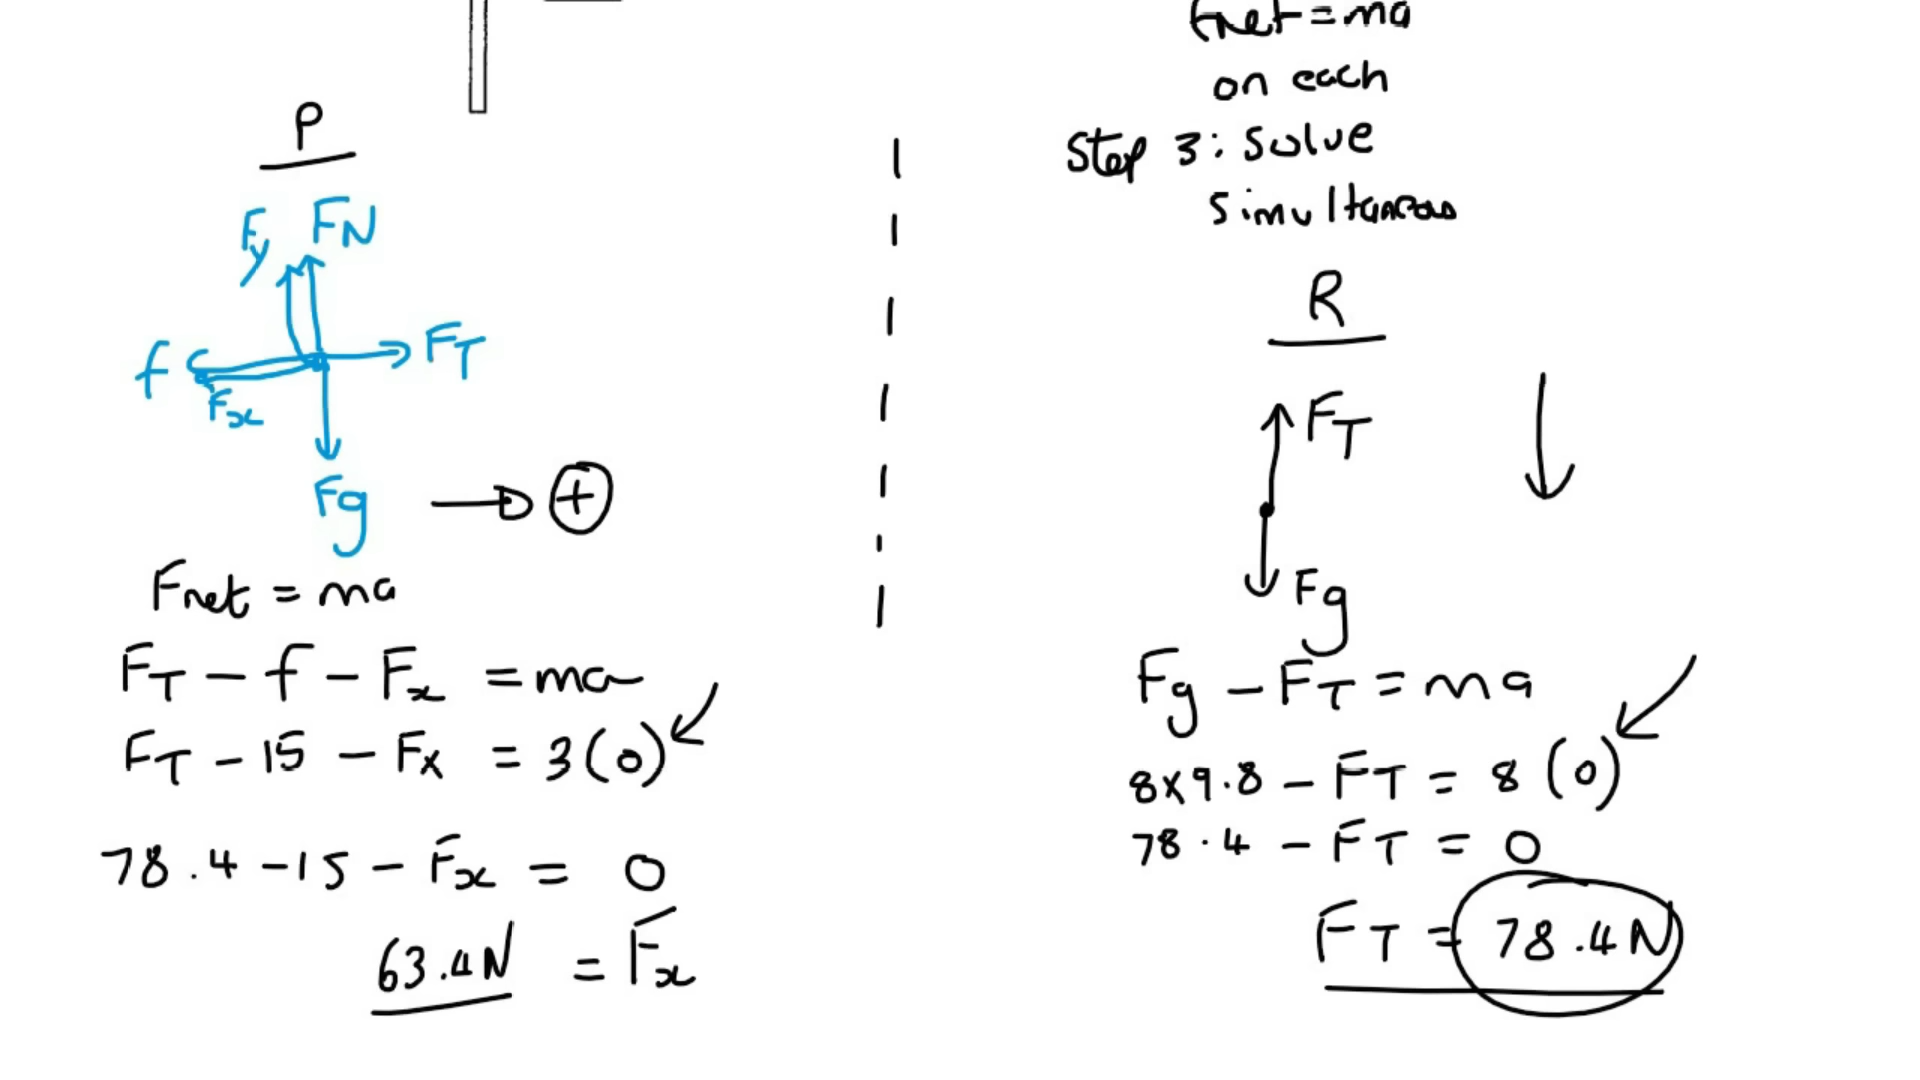 Fnet = ma
on each
Step 3: Solve
Simultaneous
P
Fy FN
f FT
Fx
Fg → +
Fnet = ma
FT - f - Fx = ma
FT - 15 - Fx = 3(0)
78.4 - 15 - Fx = 0
63.4N = Fx
R
FT
Fg
Fg - FT = ma
8x9.8 - FT = 8(0)
78.4 - FT = 0
FT = 78.4N